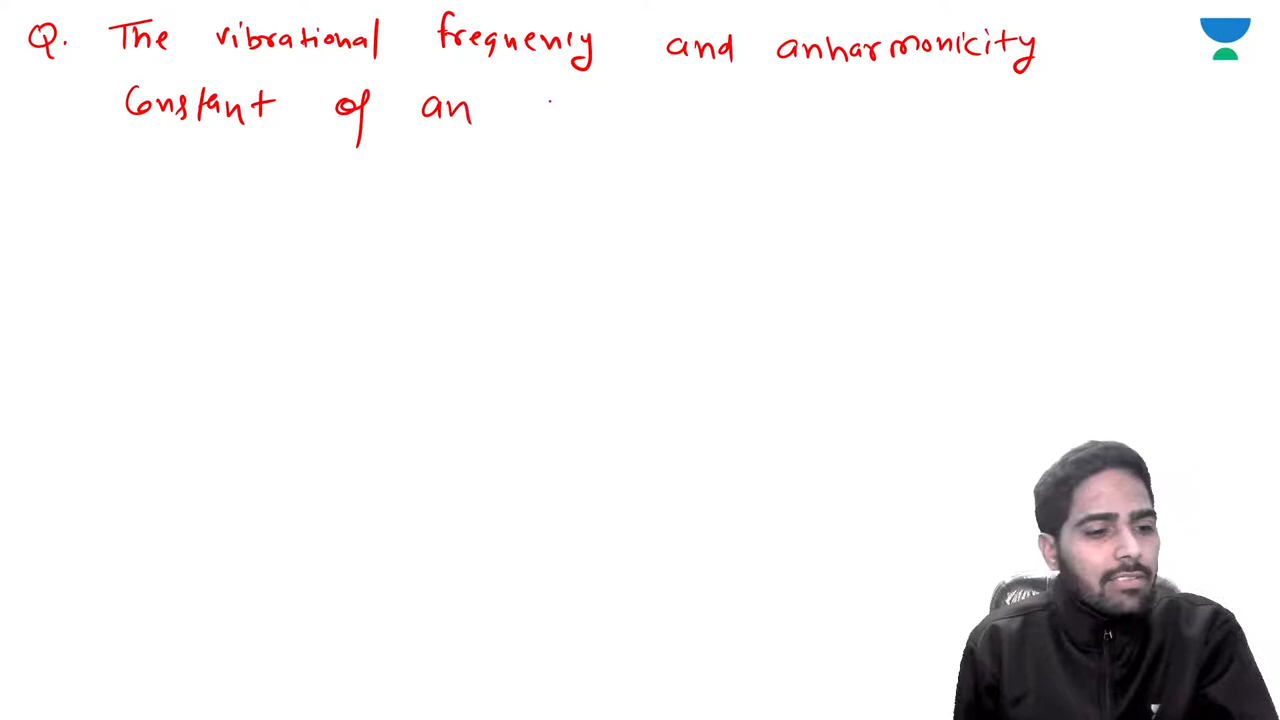 Q. The vibrational frequency and anharmonicity
Constant of an